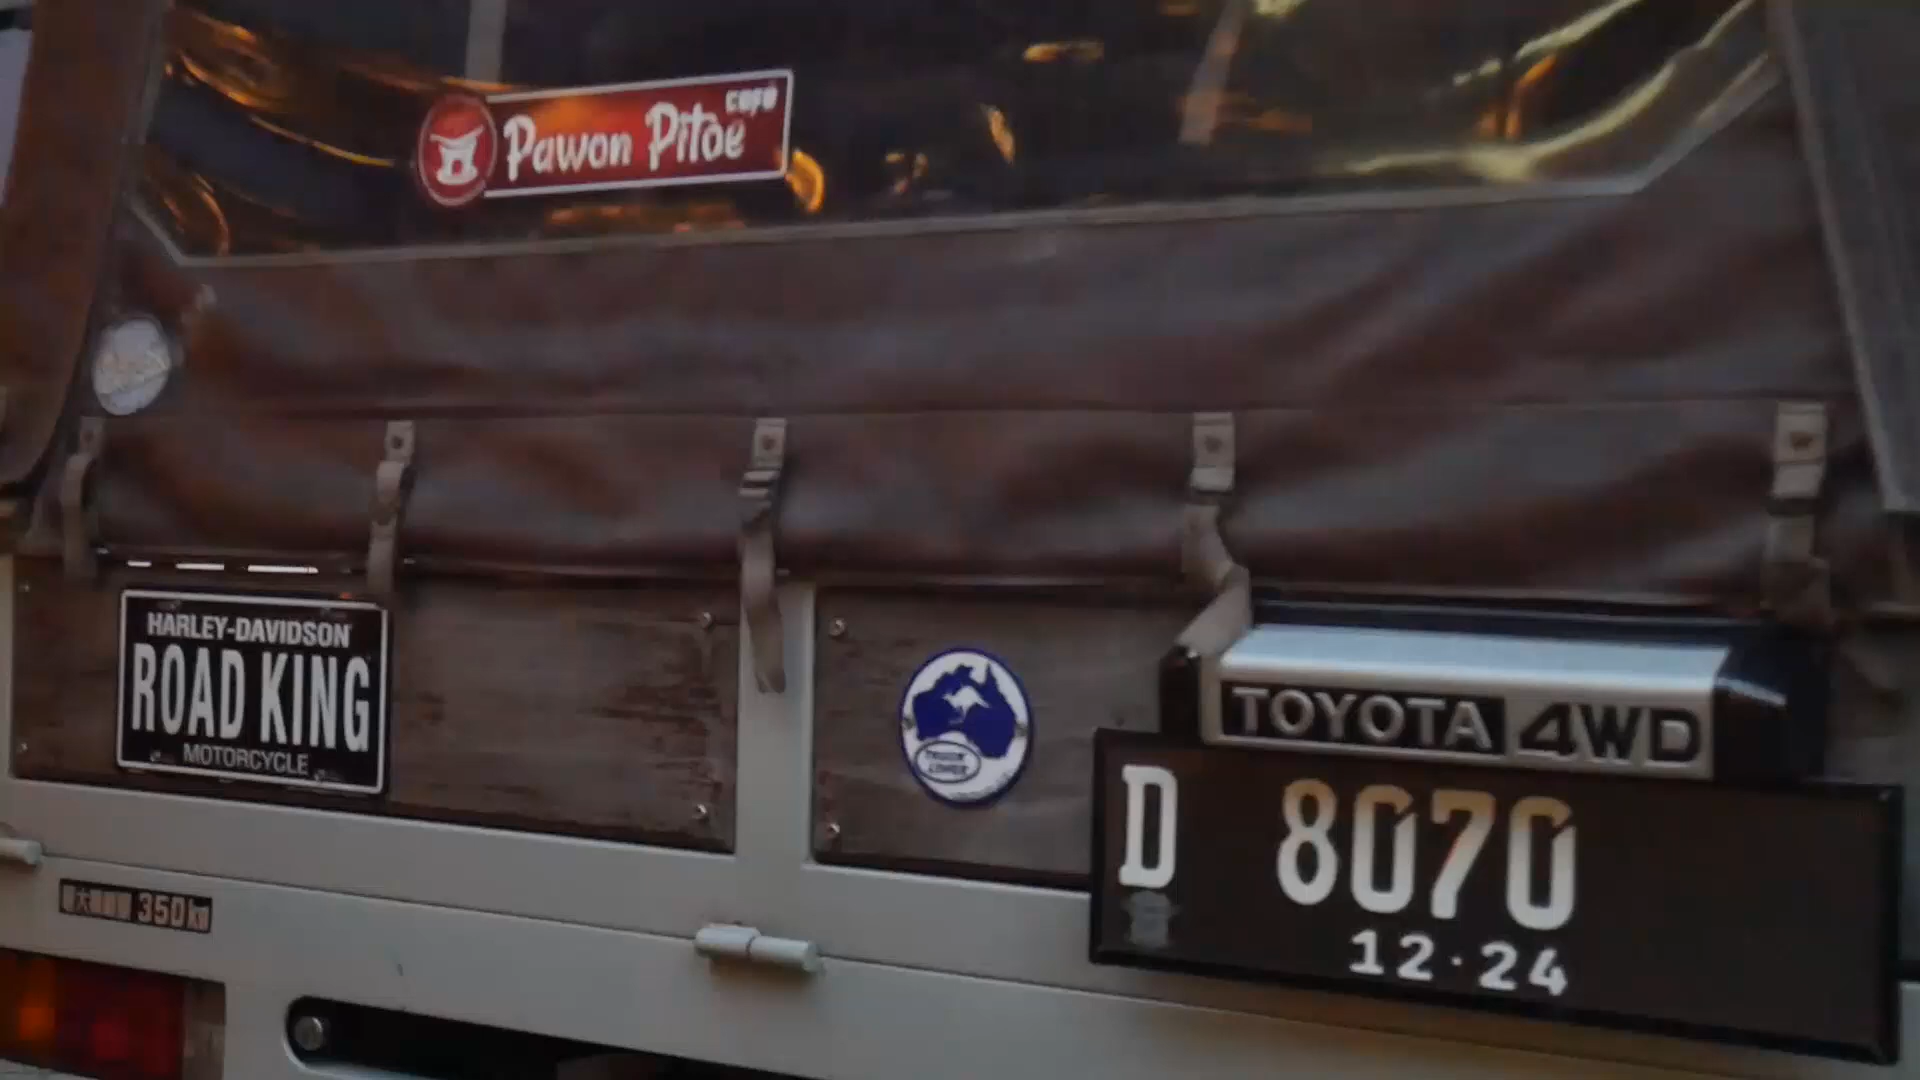 Pawon Pitoe
cafe
HARLEY-DAVIDSON
ROAD KING
MOTORCYCLE
TOYOTA 4WD
D 8070
12·24
350kg